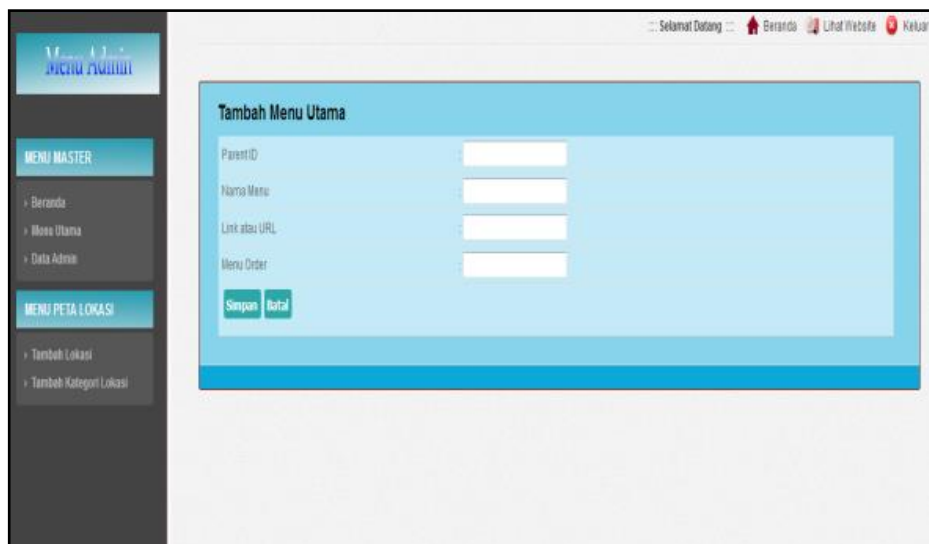 ::: Selamat Datang ::: Beranda Lihat Website Keluar
Menu Admin
MENU MASTER
› Beranda
› Menu Utama
› Data Admin
MENU PETA LOKASI
› Tambah Lokasi
› Tambah Kategori Lokasi
Tambah Menu Utama
Parent ID :
Nama Menu :
Link atau URL :
Menu Order :
Simpan Batal